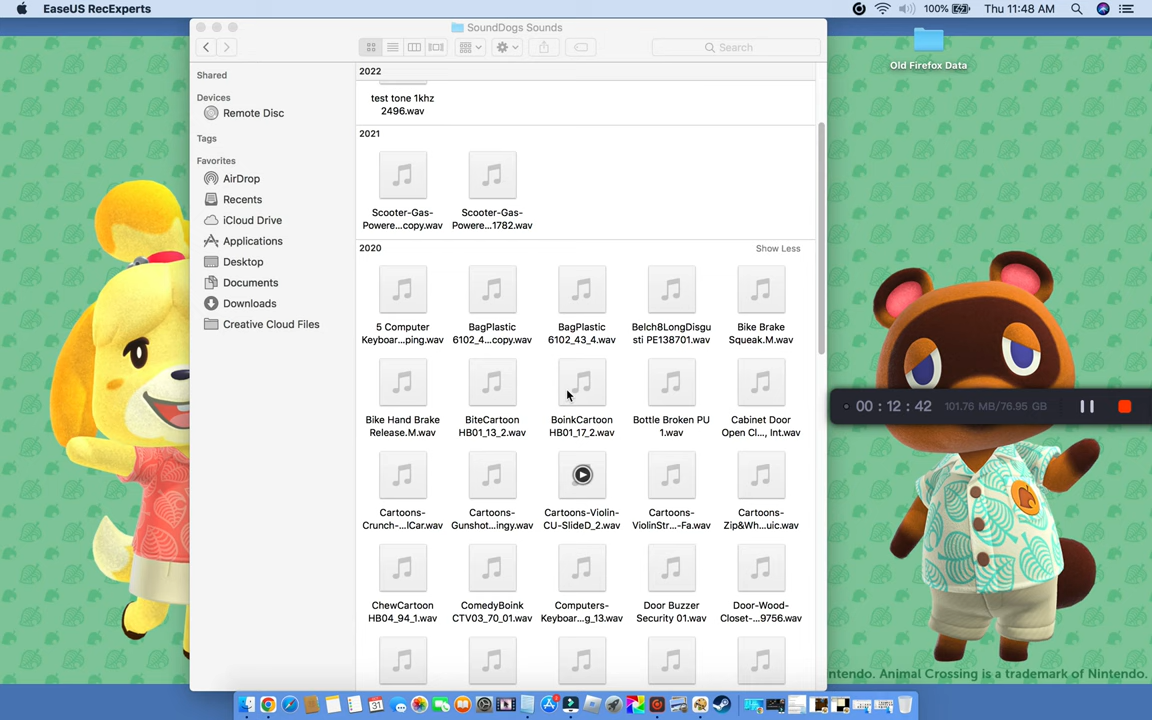 EaseUS RecExperts
100%
Thu 11:48 AM
SoundDogs Sounds
Search
Old Firefox Data
Shared
Devices
Remote Disc
Tags
Favorites
AirDrop
Recents
iCloud Drive
Applications
Desktop
Documents
Downloads
Creative Cloud Files
2022
test tone 1khz
2496.wav
2021
Scooter-Gas-
Powere...copy.wav
Scooter-Gas-
Powere...1782.wav
2020
Show Less
5 Computer
Keyboar...ping.wav
BagPlastic
6102_4...copy.wav
BagPlastic
6102_43_4.wav
Belch8LongDisgu
sti PE138701.wav
Bike Brake
Squeak.M.wav
Bike Hand Brake
Release.M.wav
BiteCartoon
HB01_13_2.wav
BoinkCartoon
HB01_17_2.wav
Bottle Broken PU
1.wav
Cabinet Door
Open Cl..., Int.wav
Cartoons-
Crunch-...lCar.wav
Cartoons-
Gunshot...ingy.wav
Cartoons-Violin-
CU-SlideD_2.wav
Cartoons-
ViolinStr...-Fa.wav
Cartoons-
Zip&Wh...uic.wav
ChewCartoon
HB04_94_1.wav
ComedyBoink
CTV03_70_01.wav
Computers-
Keyboar...g_13.wav
Door Buzzer
Security 01.wav
Door-Wood-
Closet-...9756.wav
00 : 12 : 42
101.76 MB/76.95 GB
ntendo. Animal Crossing is a trademark of Nintendo.